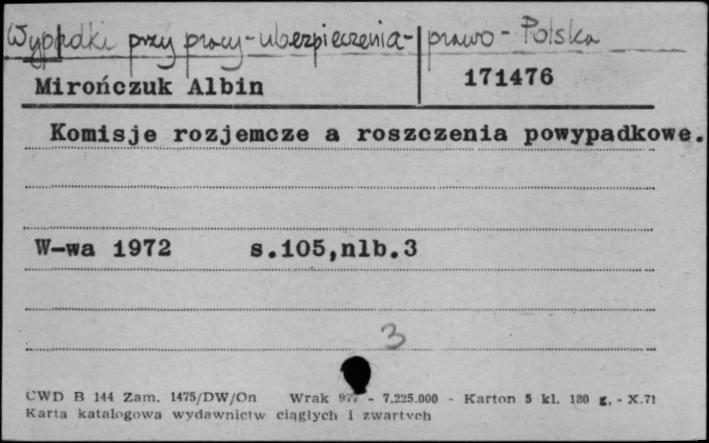 Wypadki przy pracy - ubezpieczenia - prawo - Polska
Mirończuk Albin 171476
Komisje rozjemcze a roszczenia powypadkowe.
W-wa 1972 s.105,nlb.3
3
CWD B 144 Zam. 1475/DW/On Wrak - 7.225.000 - Karton 5 kl. 180 g. - X.71
Karta katalogowa wydawnictw ciągłych i zwartych